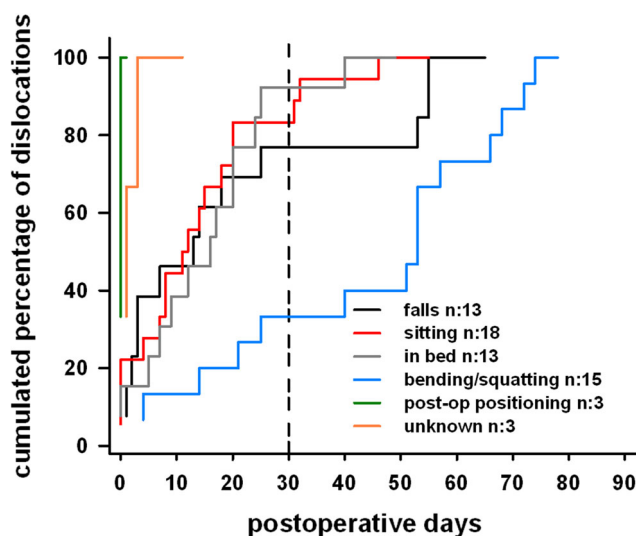 cumulated percentage of dislocations
100
80
60
40
20
0
falls n:13
sitting n:18
in bed n:13
bending/squatting n:15
post-op positioning n:3
unknown n:3
0 10 20 30 40 50 60 70 80 90
postoperative days